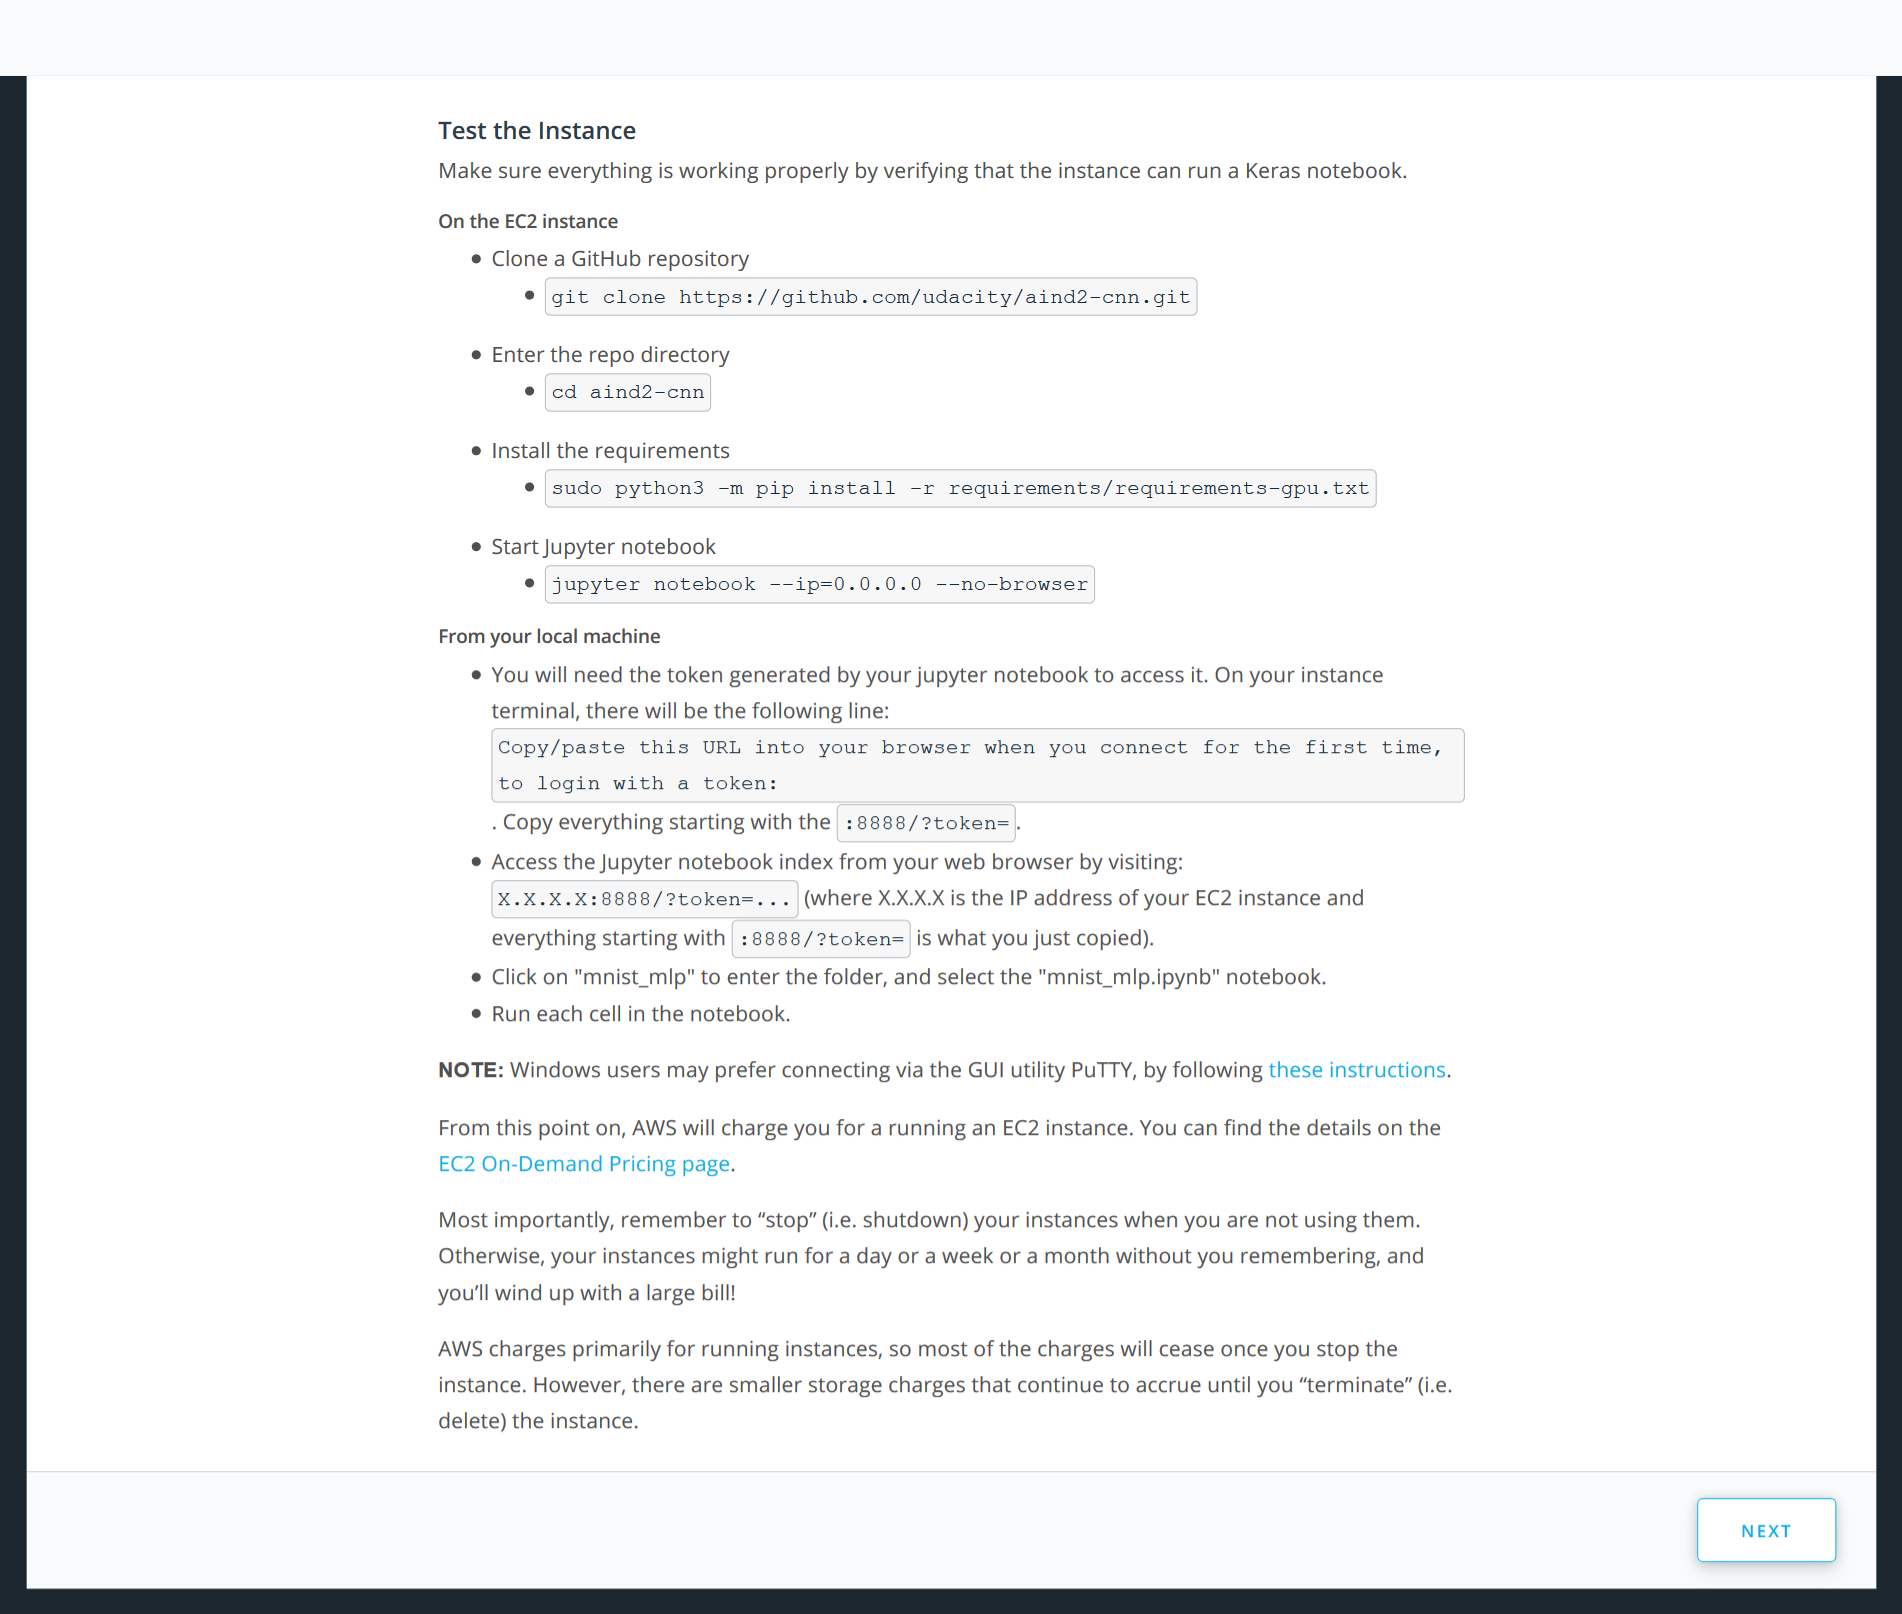 Test the Instance
Make sure everything is working properly by verifying that the instance can run a Keras notebook.
On the EC2 instance
Clone a GitHub repository
git clone https://github.com/udacity/aind2-cnn.git
Enter the repo directory
cd aind2-cnn
Install the requirements
sudo python3 -m pip install -r requirements/requirements-gpu.txt
Start Jupyter notebook
jupyter notebook --ip=0.0.0.0 --no-browser
From your local machine
You will need the token generated by your jupyter notebook to access it. On your instance
terminal, there will be the following line:
Copy/paste this URL into your browser when you connect for the first time,
to login with a token:
. Copy everything starting with the :8888/?token= .
Access the Jupyter notebook index from your web browser by visiting:
X.X.X.X:8888/?token=... (where X.X.X.X is the IP address of your EC2 instance and
everything starting with :8888/?token= is what you just copied).
Click on "mnist_mlp" to enter the folder, and select the "mnist_mlp.ipynb" notebook.
Run each cell in the notebook.
NOTE: Windows users may prefer connecting via the GUI utility PuTTY, by following these instructions.
From this point on, AWS will charge you for a running an EC2 instance. You can find the details on the
EC2 On-Demand Pricing page.
Most importantly, remember to “stop” (i.e. shutdown) your instances when you are not using them.
Otherwise, your instances might run for a day or a week or a month without you remembering, and
you’ll wind up with a large bill!
AWS charges primarily for running instances, so most of the charges will cease once you stop the
instance. However, there are smaller storage charges that continue to accrue until you “terminate” (i.e.
delete) the instance.
NEXT